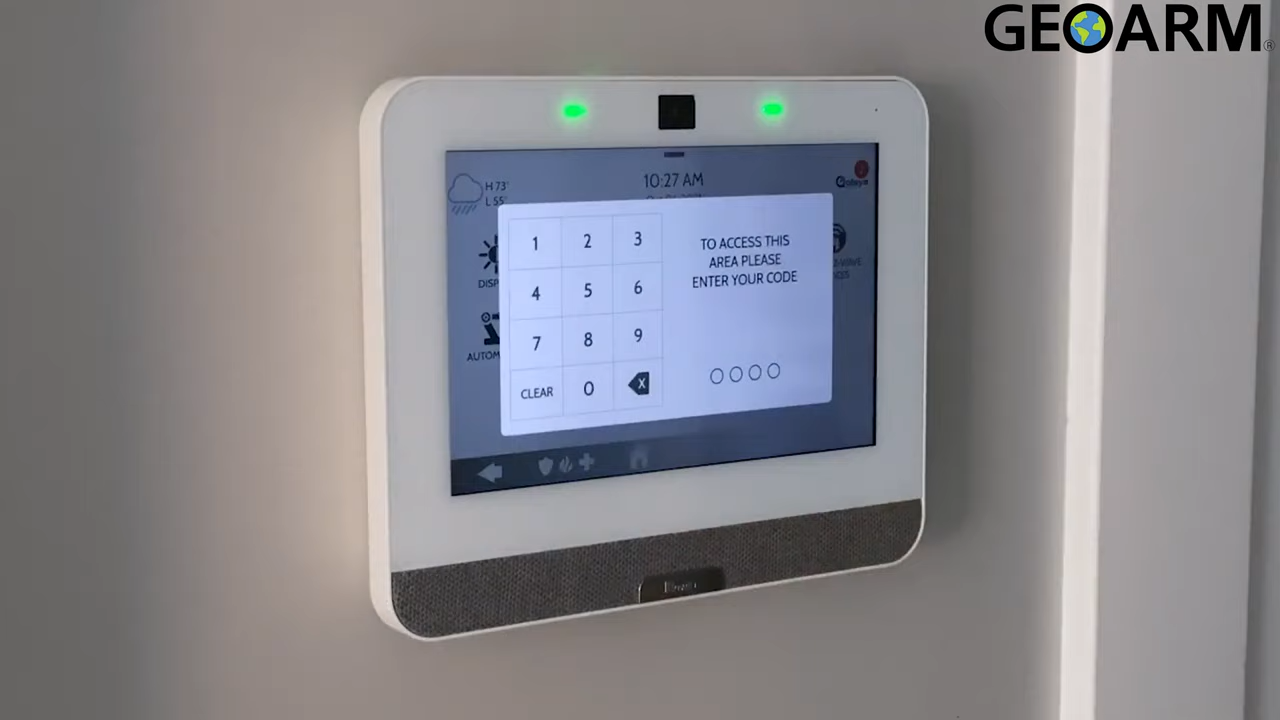 GEOARM®
H 73°
L 55°
10:27 AM
1 2 3
4 5 6
7 8 9
CLEAR 0 X
TO ACCESS THIS
AREA PLEASE
ENTER YOUR CODE